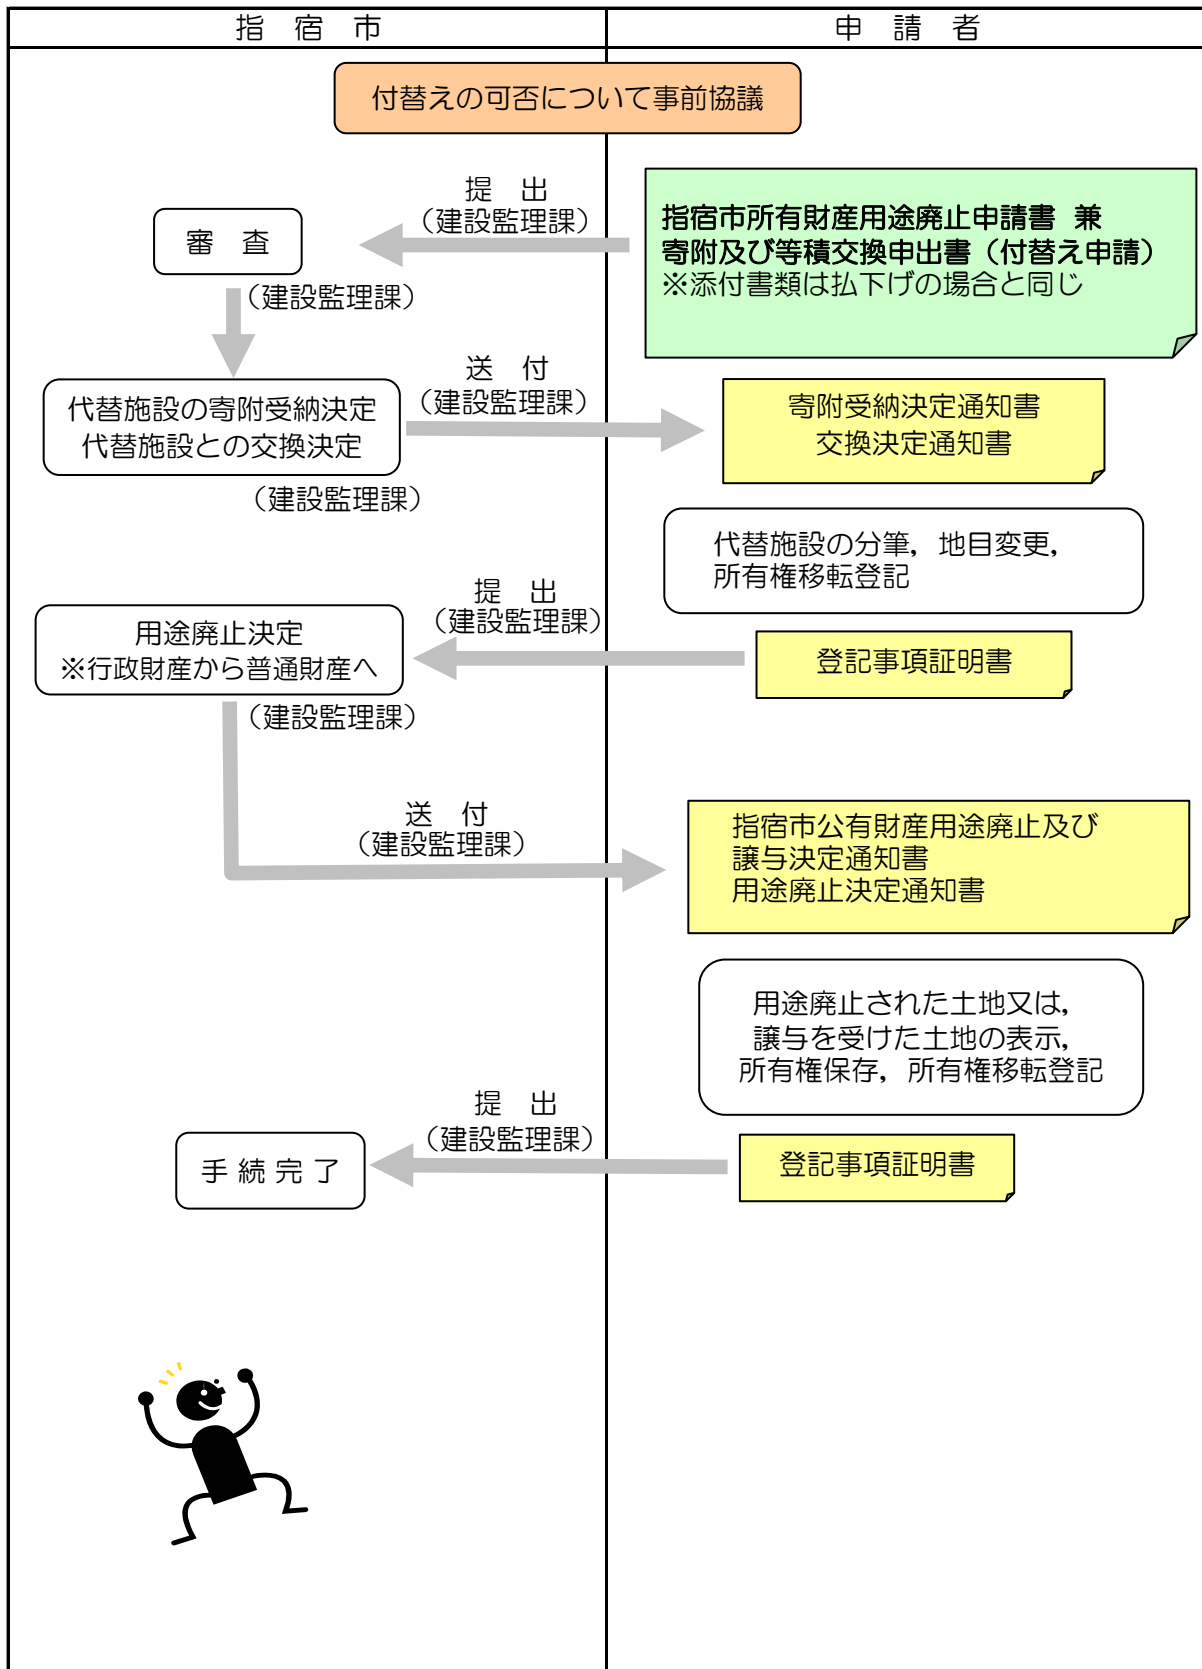 指 宿 市
申 請 者
付替えの可否について事前協議
提 出
（建設監理課）
指宿市所有財産用途廃止申請書 兼
寄附及び等積交換申出書（付替え申請）
※添付書類は払下げの場合と同じ
審 査
（建設監理課）
送 付
（建設監理課）
代替施設の寄附受納決定
代替施設との交換決定
（建設監理課）
寄附受納決定通知書
交換決定通知書
代替施設の分筆，地目変更，
所有権移転登記
提 出
（建設監理課）
用途廃止決定
※行政財産から普通財産へ
（建設監理課）
登記事項証明書
送 付
（建設監理課）
指宿市公有財産用途廃止及び
譲与決定通知書
用途廃止決定通知書
用途廃止された土地又は，
譲与を受けた土地の表示，
所有権保存，所有権移転登記
提 出
（建設監理課）
手 続 完 了
登記事項証明書